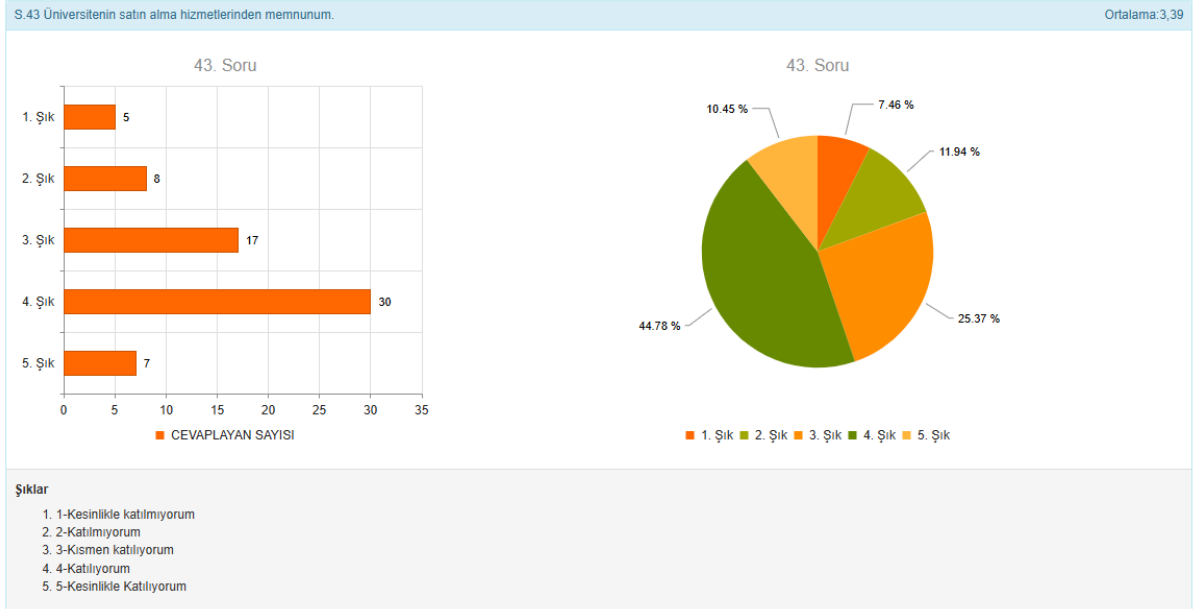 S.43 Üniversitenin satın alma hizmetlerinden memnunum. Ortalama:3,39
43. Soru
1. Şık 5
2. Şık 8
3. Şık 17
4. Şık 30
5. Şık 7
0 5 10 15 20 25 30 35
CEVAPLAYAN SAYISI
43. Soru
10.45 % 7.46 %
11.94 %
25.37 %
44.78 %
1. Şık 2. Şık 3. Şık 4. Şık 5. Şık
Şıklar
1. 1-Kesinlikle katılmıyorum
2. 2-Katılmıyorum
3. 3-Kısmen katılıyorum
4. 4-Katılıyorum
5. 5-Kesinlikle Katılıyorum